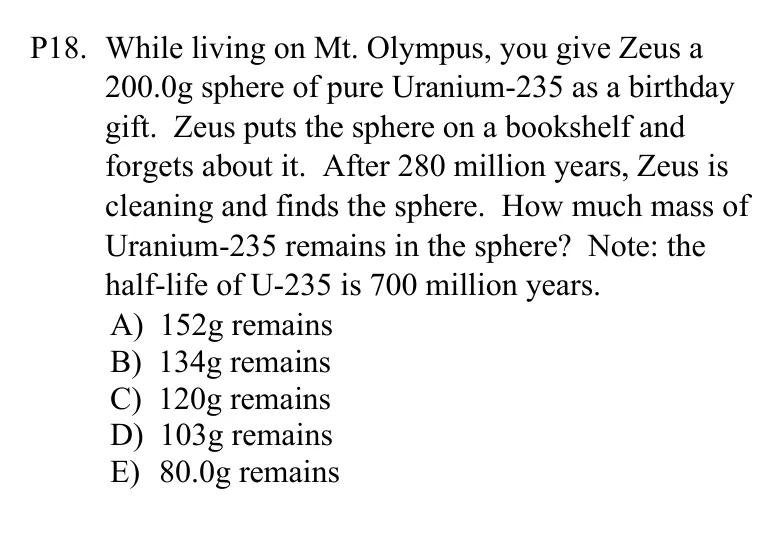 P18. While living on Mt. Olympus, you give Zeus a
200.0g sphere of pure Uranium-235 as a birthday
gift. Zeus puts the sphere on a bookshelf and
forgets about it. After 280 million years, Zeus is
cleaning and finds the sphere. How much mass of
Uranium-235 remains in the sphere? Note: the
half-life of U-235 is 700 million years.
A) 152g remains
B) 134g remains
C) 120g remains
D) 103g remains
E) 80.0g remains